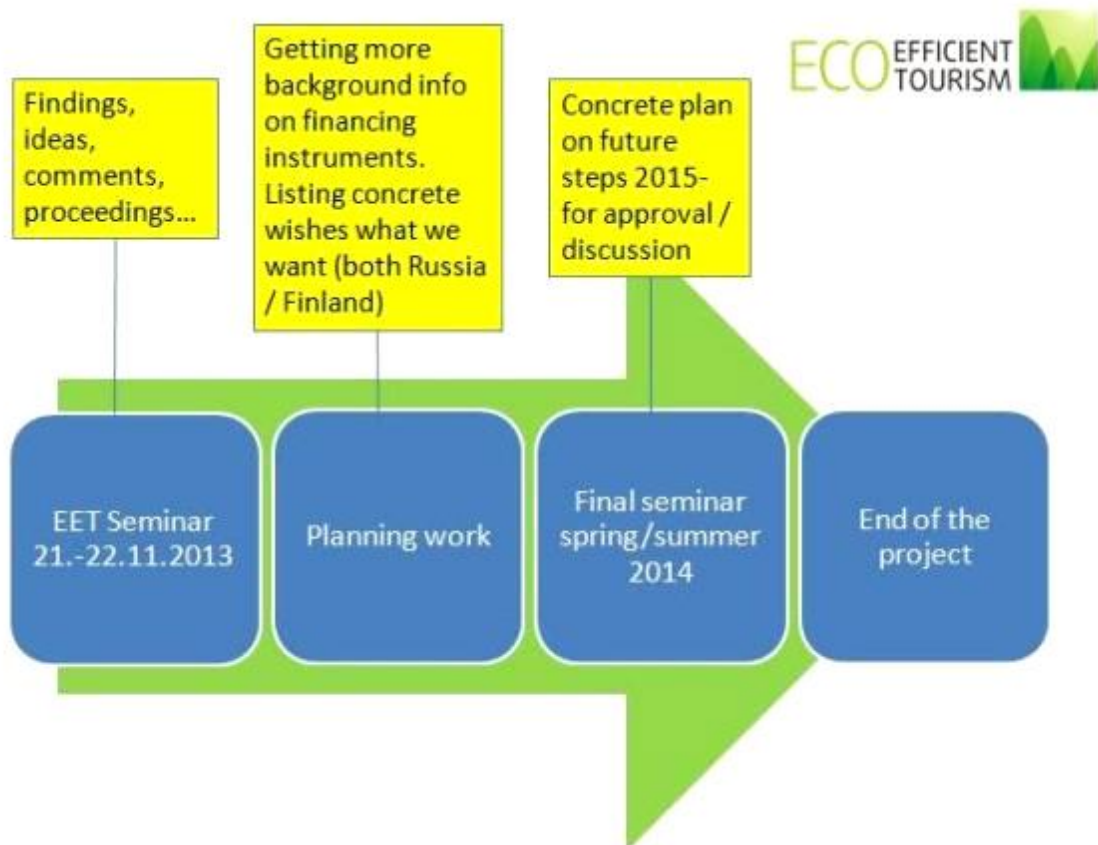 ECO EFFICIENT
TOURISM
Findings,
ideas,
comments,
proceedings...
Getting more
background info
on financing
instruments.
Listing concrete
wishes what we
want (both Russia
/ Finland)
Concrete plan
on future
steps 2015-
for approval /
discussion
EET Seminar
21.-22.11.2013
Planning work
Final seminar
spring/summer
2014
End of the
project